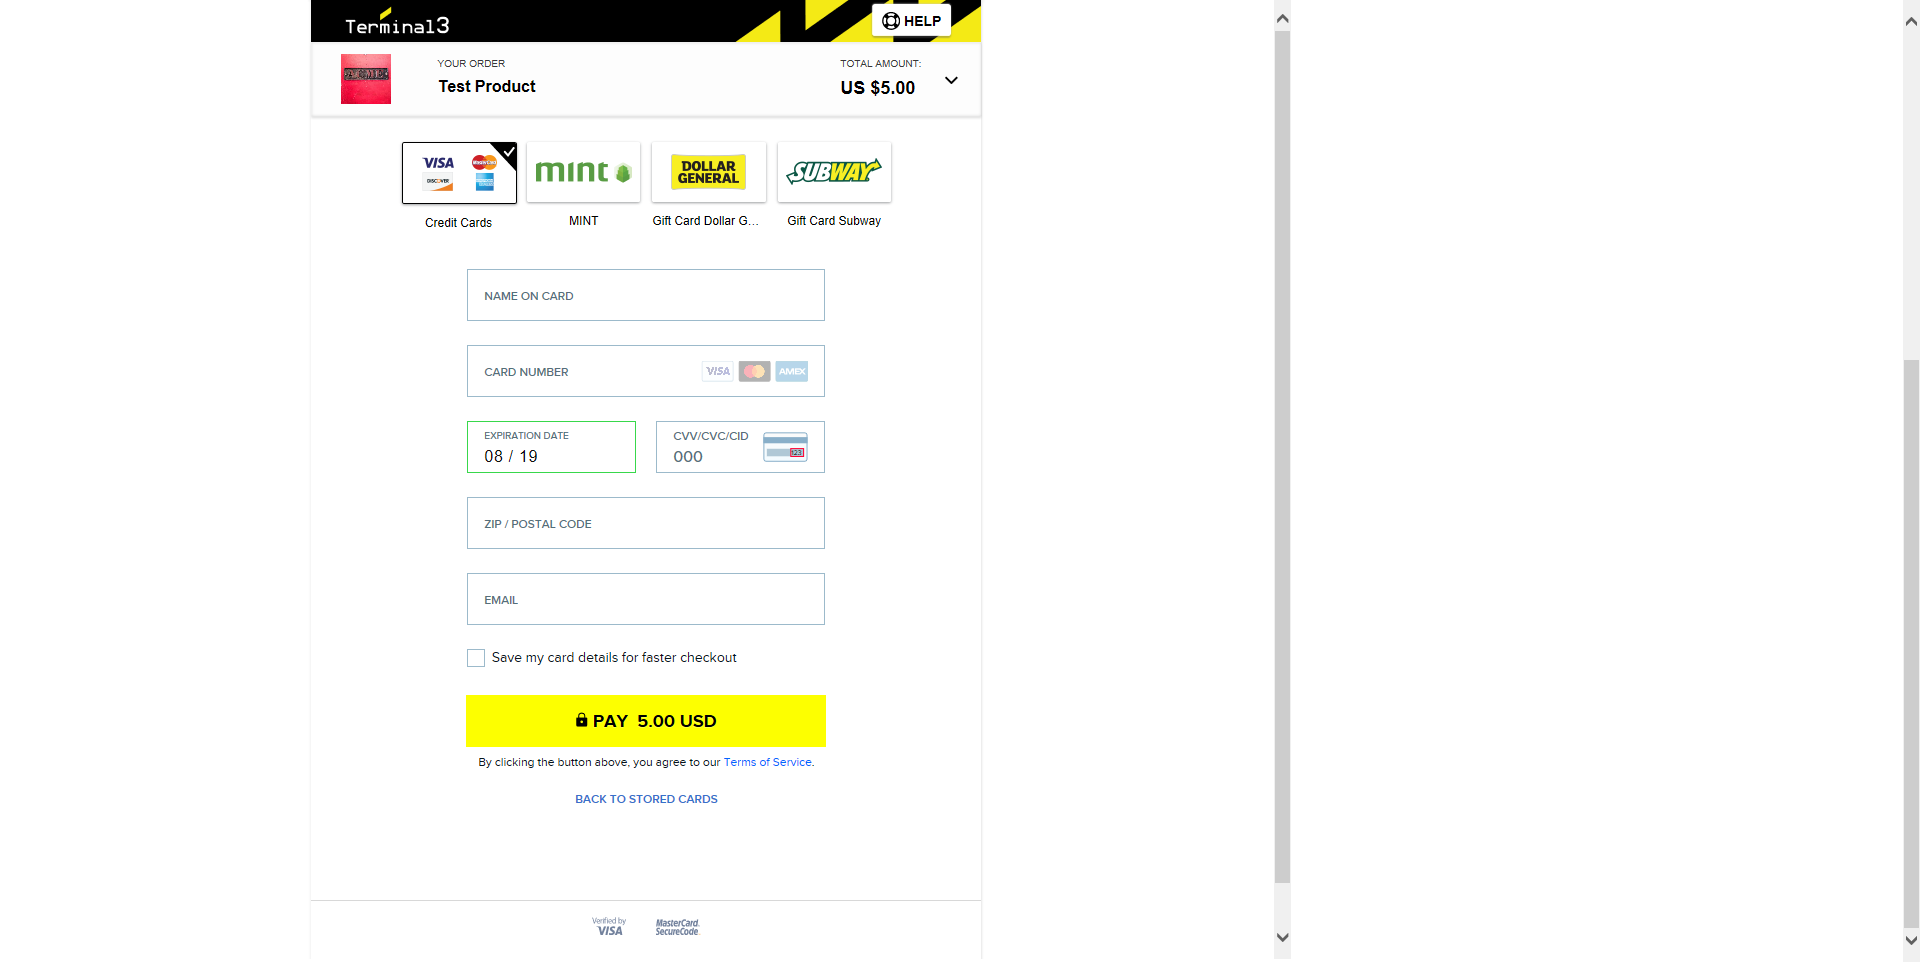 Terminal3
HELP
YOUR ORDER
Test Product
TOTAL AMOUNT:
US $5.00
VISA
MasterCard
DISCOVER
mint
DOLLAR
GENERAL
SUBWAY
Credit Cards
MINT
Gift Card Dollar G...
Gift Card Subway
NAME ON CARD
CARD NUMBER
VISA
AMEX
EXPIRATION DATE
08 / 19
CVV/CVC/CID
000
123
ZIP / POSTAL CODE
EMAIL
Save my card details for faster checkout
PAY 5.00 USD
By clicking the button above, you agree to our Terms of Service.
BACK TO STORED CARDS
Verified by
VISA
MasterCard.
SecureCode.